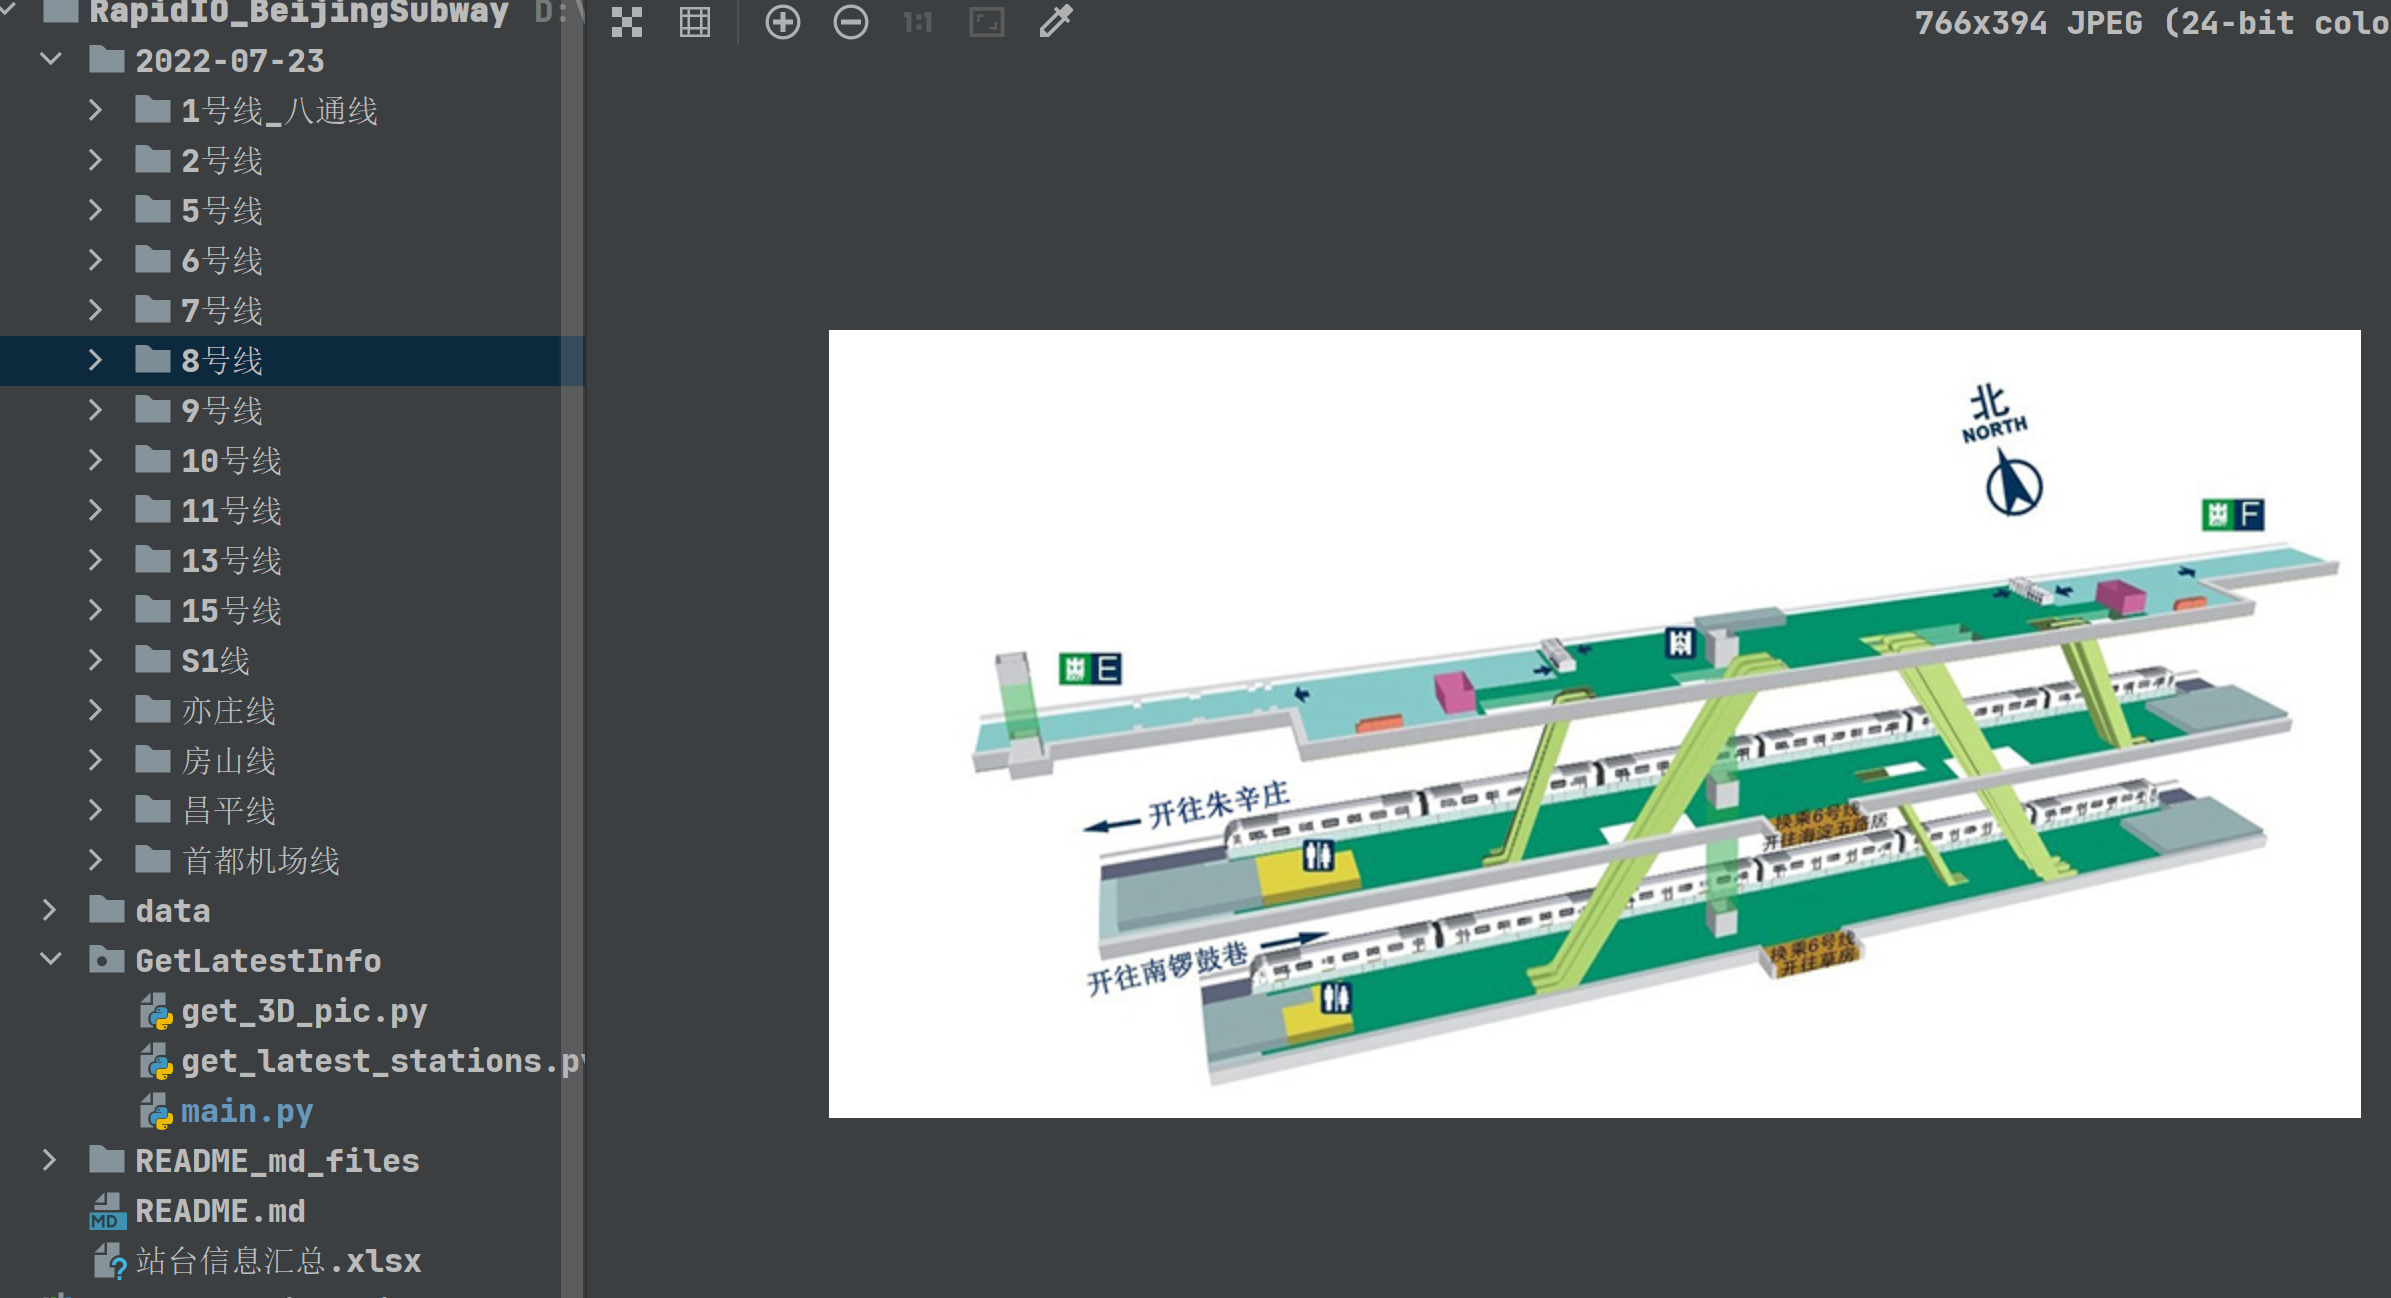 RapidIO_BeijingSubway D:\
2022-07-23
1号线_八通线
2号线
5号线
6号线
7号线
8号线
9号线
10号线
11号线
13号线
15号线
S1线
亦庄线
房山线
昌平线
首都机场线
data
GetLatestInfo
get_3D_pic.py
get_latest_stations.py
main.py
README_md_files
MD README.md
站台信息汇总.xlsx
1:1
766x394 JPEG (24-bit colo
北
NORTH
F
E
开往朱辛庄
换乘6号线
开往海淀五路居
开往南锣鼓巷
换乘6号线
开往草房